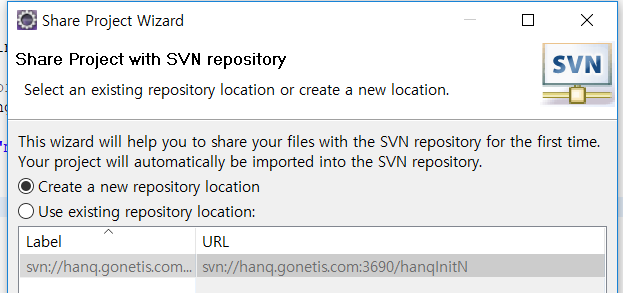 Share Project Wizard
Share Project with SVN repository
Select an existing repository location or create a new location.
SVN
This wizard will help you to share your files with the SVN repository for the first time.
Your project will automatically be imported into the SVN repository.
Create a new repository location
Use existing repository location:
Label URL
svn://hanq.gonetis.com... svn://hanq.gonetis.com:3690/hanqInitN